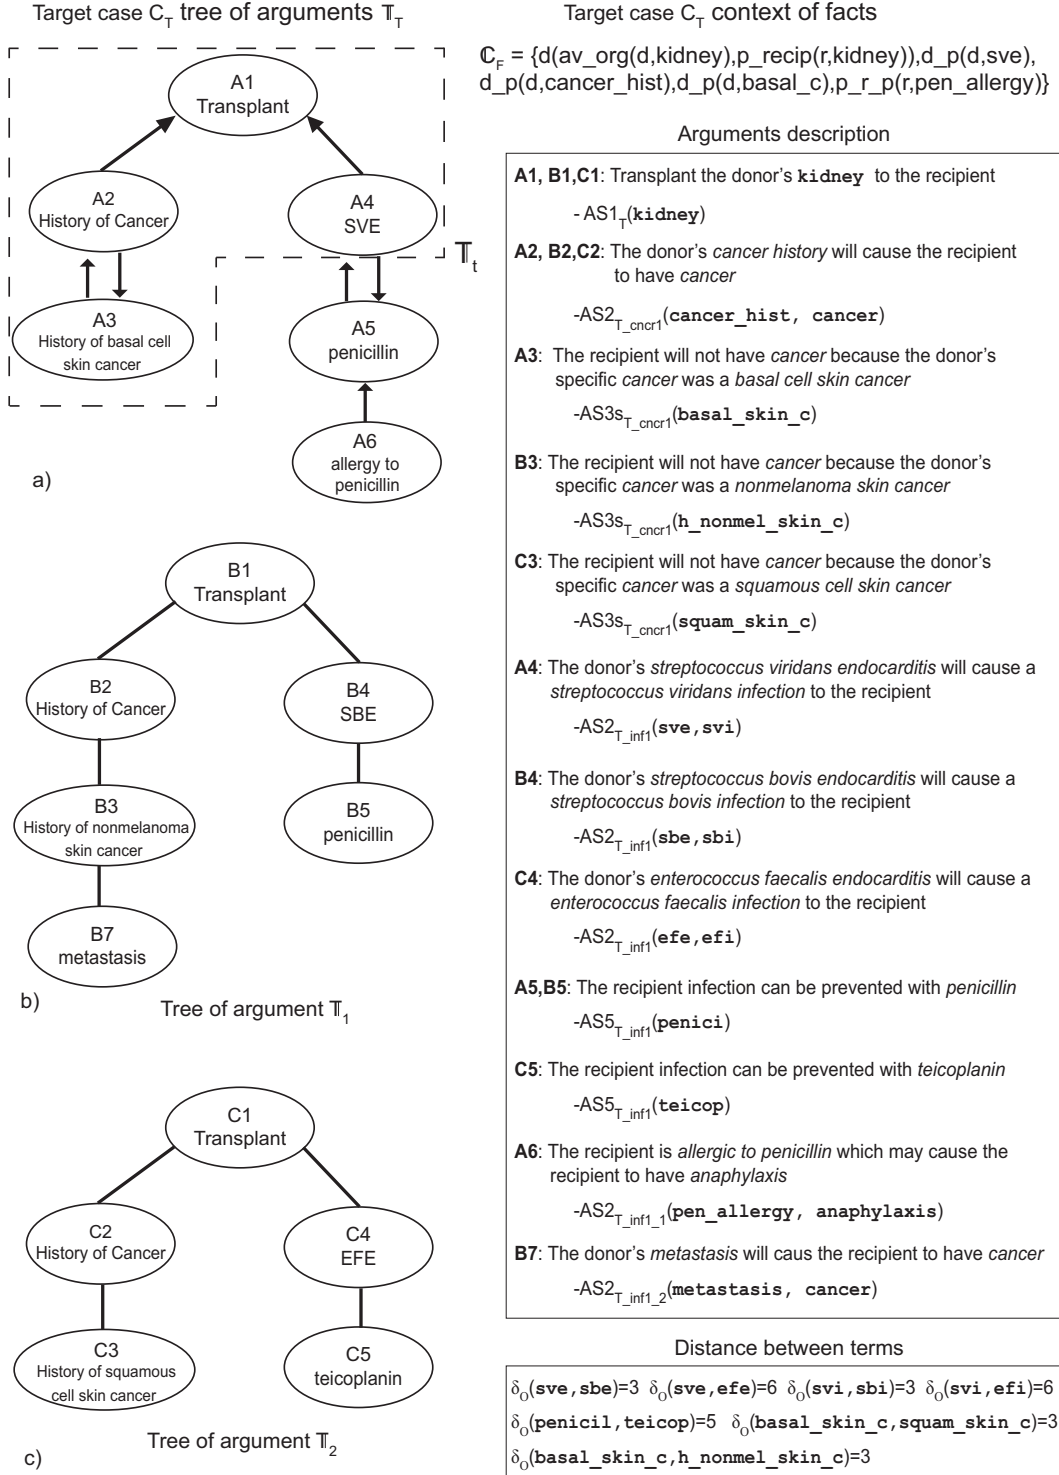 Target case C_T tree of arguments 𝕋_T
A1
Transplant
A2
History of Cancer
A4
SVE
𝕋_t
A3
History of basal cell
skin cancer
A5
penicillin
A6
allergy to
penicillin
a)
B1
Transplant
B2
History of Cancer
B4
SBE
B3
History of nonmelanoma
skin cancer
B5
penicillin
B7
metastasis
b)
Tree of argument 𝕋_1
C1
Transplant
C2
History of Cancer
C4
EFE
C3
History of squamous
cell skin cancer
C5
teicoplanin
Tree of argument 𝕋_2
c)
Target case C_T context of facts
ℂ_F = {d(av_org(d,kidney),p_recip(r,kidney)),d_p(d,sve),
d_p(d,cancer_hist),d_p(d,basal_c),p_r_p(r,pen_allergy)}
Arguments description
A1, B1,C1: Transplant the donor's kidney to the recipient
- AS1_T(kidney)
A2, B2,C2: The donor's cancer history will cause the recipient
to have cancer
-AS2_T_cncr1(cancer_hist, cancer)
A3: The recipient will not have cancer because the donor's
specific cancer was a basal cell skin cancer
-AS3s_T_cncr1(basal_skin_c)
B3: The recipient will not have cancer because the donor's
specific cancer was a nonmelanoma skin cancer
-AS3s_T_cncr1(h_nonmel_skin_c)
C3: The recipient will not have cancer because the donor's
specific cancer was a squamous cell skin cancer
-AS3s_T_cncr1(squam_skin_c)
A4: The donor's streptococcus viridans endocarditis will cause a
streptococcus viridans infection to the recipient
-AS2_T_inf1(sve,svi)
B4: The donor's streptococcus bovis endocarditis will cause a
streptococcus bovis infection to the recipient
-AS2_T_inf1(sbe,sbi)
C4: The donor's enterococcus faecalis endocarditis will cause a
enterococcus faecalis infection to the recipient
-AS2_T_inf1(efe,efi)
A5,B5: The recipient infection can be prevented with penicillin
-AS5_T_inf1(penici)
C5: The recipient infection can be prevented with teicoplanin
-AS5_T_inf1(teicop)
A6: The recipient is allergic to penicillin which may cause the
recipient to have anaphylaxis
-AS2_T_inf1_1(pen_allergy, anaphylaxis)
B7: The donor's metastasis will caus the recipient to have cancer
-AS2_T_inf1_2(metastasis, cancer)
Distance between terms
δ_O(sve,sbe)=3 δ_O(sve,efe)=6 δ_O(svi,sbi)=3 δ_O(svi,efi)=6
δ_O(penicil,teicop)=5 δ_O(basal_skin_c,squam_skin_c)=3
δ_O(basal_skin_c,h_nonmel_skin_c)=3